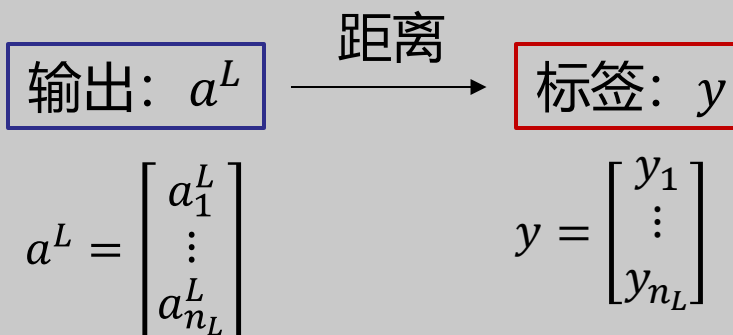 距离
输出：a^L
标签：y
a^L = [a_1^L ⋮ a_{n_L}^L]
y = [y_1 ⋮ y_{n_L}]